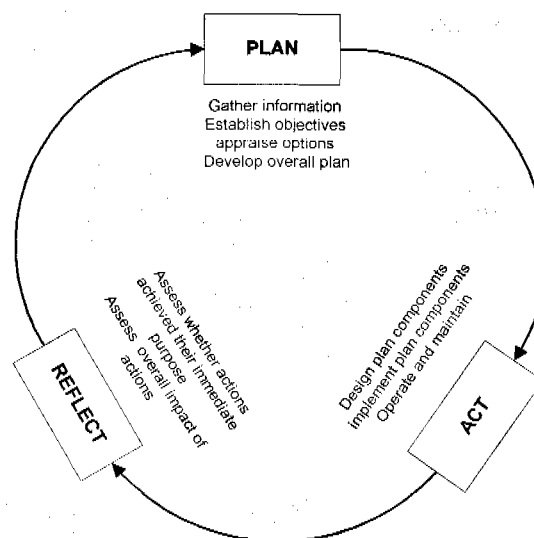 PLAN
Gather information
Establish objectives
appraise options
Develop overall plan
Design plan components
implement plan components
Operate and maintain
ACT
Assess whether actions
achieved their immediate
purpose
Assess overall impact of
actions
REFLECT